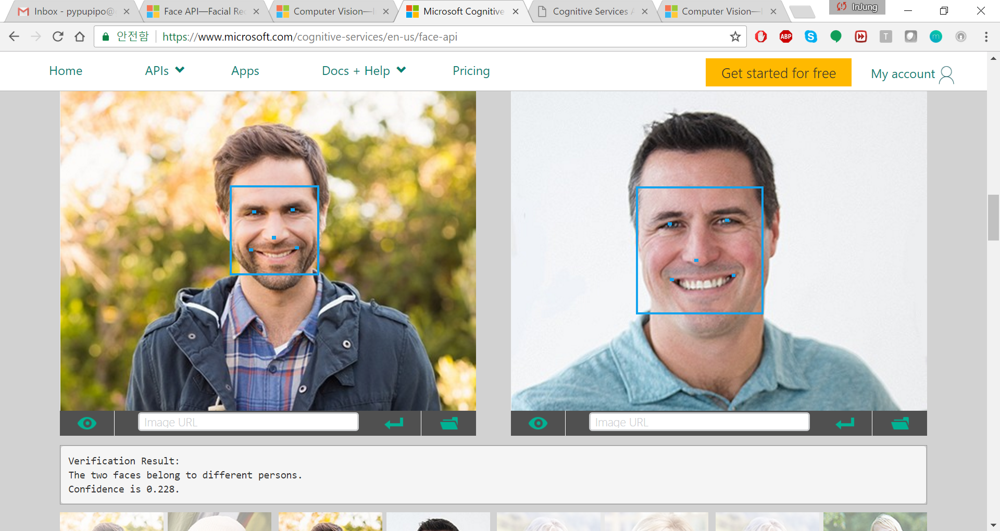 Inbox - pypupipo@
Face API—Facial Re
Computer Vision—
Microsoft Cognitive
Cognitive Services
Computer Vision—
InJung
안전함
https://www.microsoft.com/cognitive-services/en-us/face-api
ABP
S
T
m
Home
APIs
Apps
Docs + Help
Pricing
Get started for free
My account
Image URL
Image URL
Verification Result:
The two faces belong to different persons.
Confidence is 0.228.